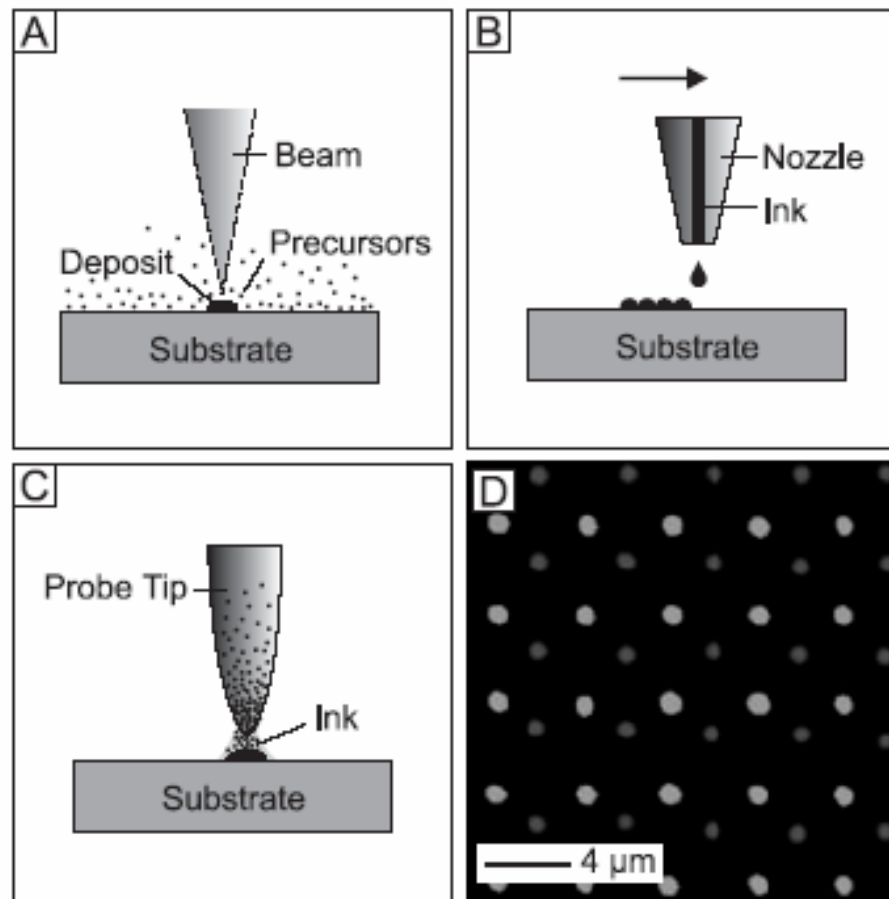 A
Beam
Precursors
Deposit
Substrate
B
Nozzle
Ink
Substrate
C
Probe Tip
Ink
Substrate
D
4 μm